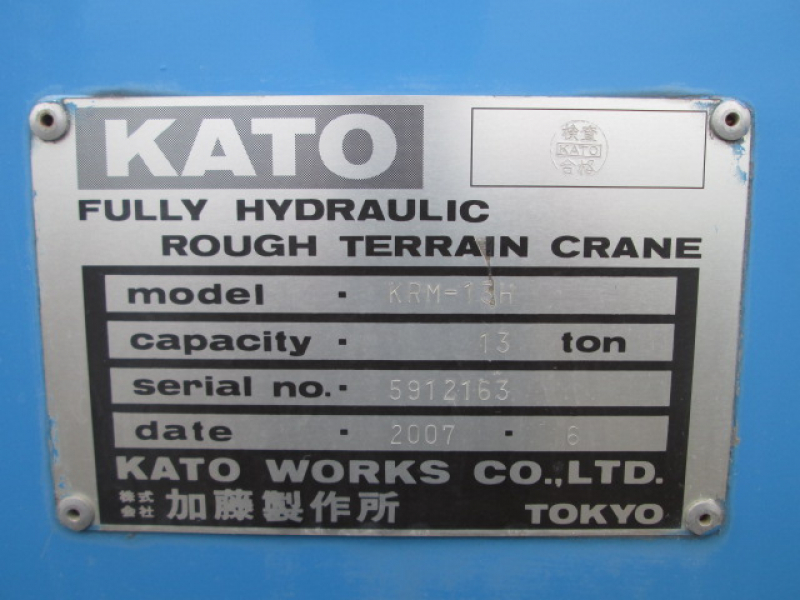 KATO
検査
KATO
合格
FULLY HYDRAULIC
ROUGH TERRAIN CRANE
model · KRM-13H
capacity · 13 ton
serial no. · 5912163
date · 2007 · 6
KATO WORKS CO.,LTD.
株式会社 加藤製作所 TOKYO